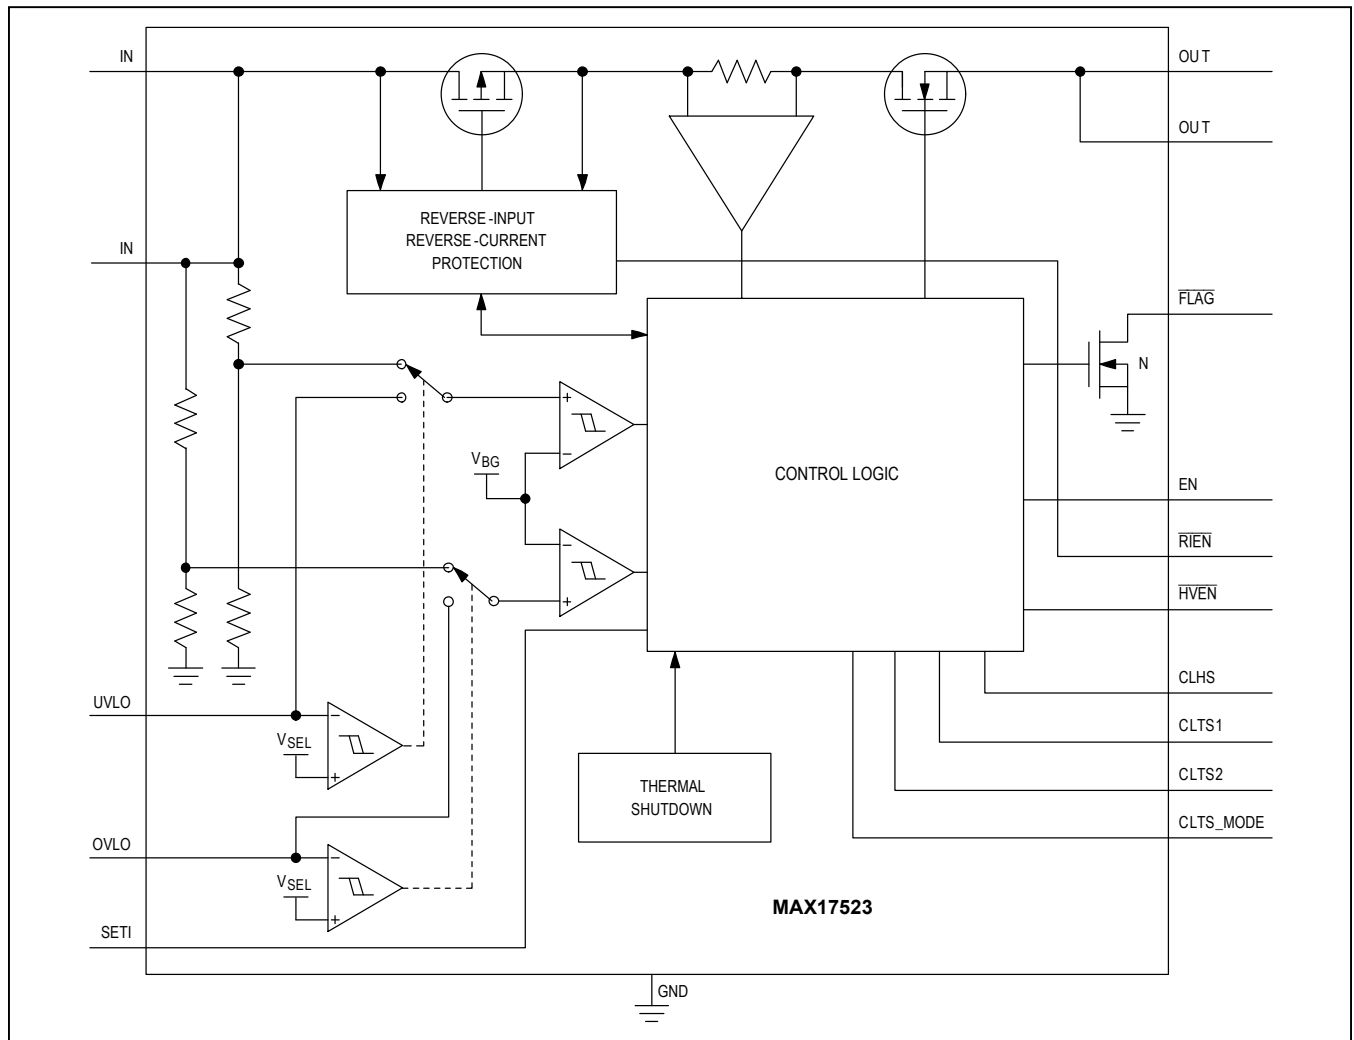 IN
OUT
OUT
REVERSE-INPUT
REVERSE-CURRENT
PROTECTION
IN
FLAG
N
+
−
VBG
CONTROL LOGIC
−
+
EN
RIEN
HVEN
CLHS
CLTS1
CLTS2
CLTS_MODE
UVLO
−
VSEL
+
THERMAL
SHUTDOWN
OVLO
−
VSEL
+
MAX17523
SETI
GND